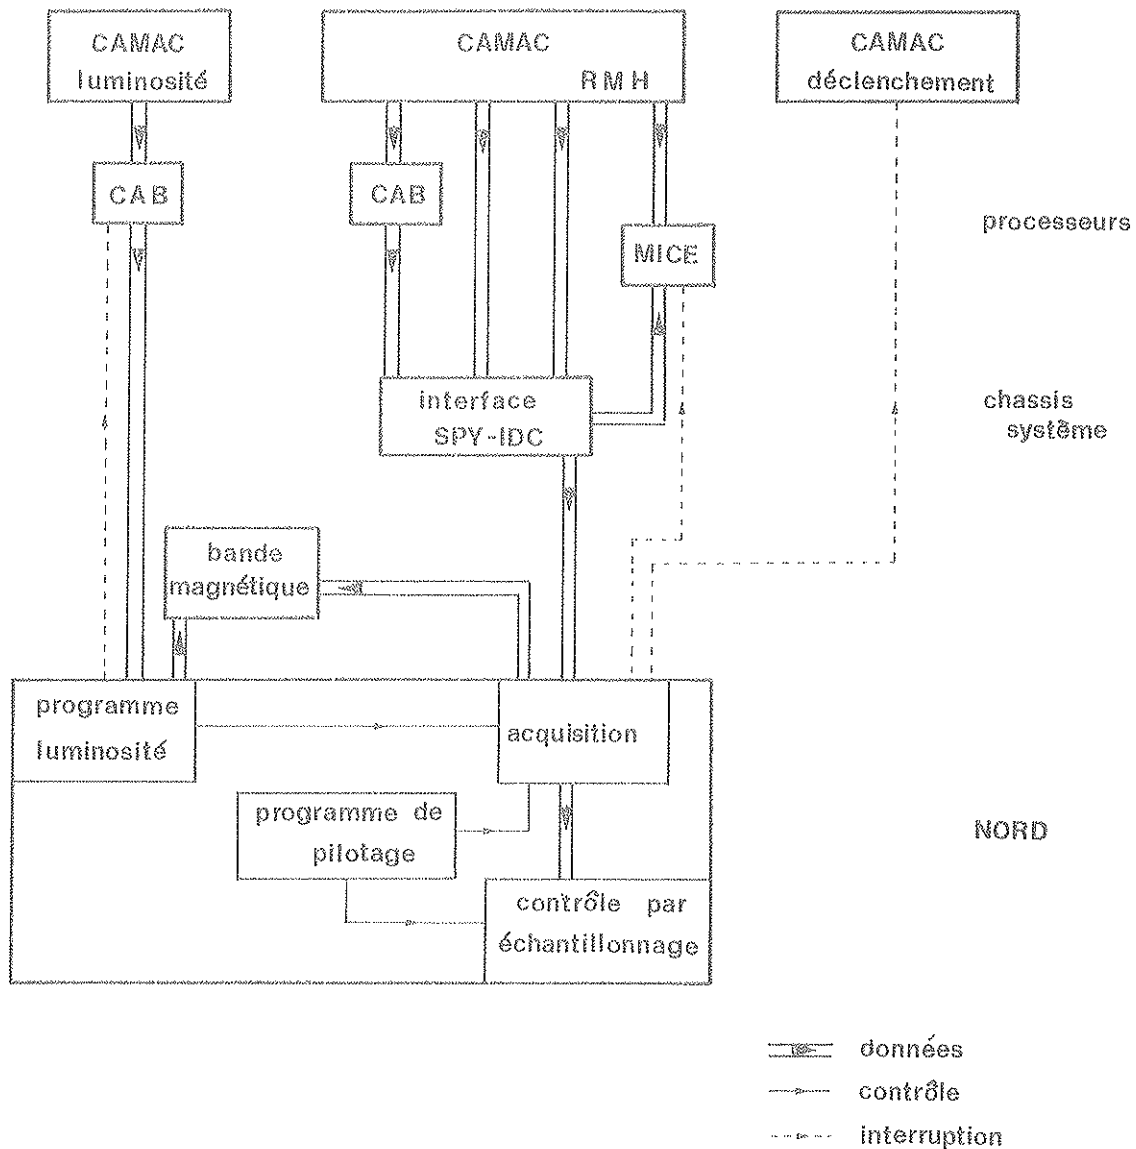 CAMAC
luminosité
CAMAC
RMH
CAMAC
déclenchement
CAB
CAB
processeurs
MICE
interface
SPY-IDC
chassis
système
bande
magnétique
programme
luminosité
acquisition
programme de
pilotage
NORD
contrôle par
échantillonnage
données
contrôle
interruption